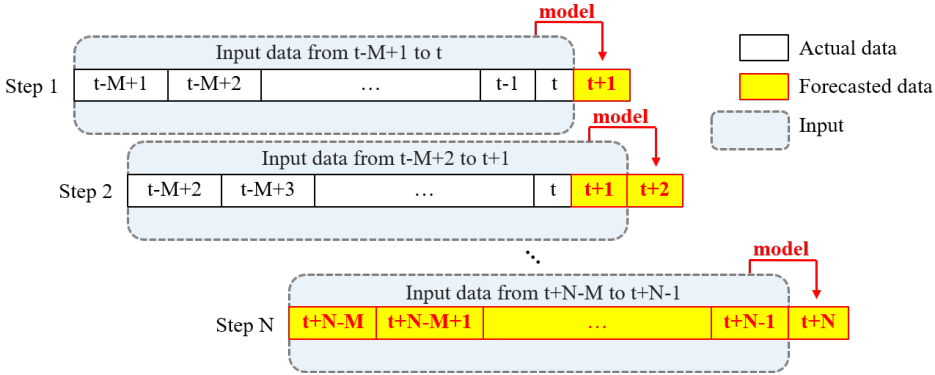 model
Input data from t-M+1 to t
Step 1 t-M+1 t-M+2 … t-1 t t+1
Actual data
Forecasted data
Input
model
Input data from t-M+2 to t+1
Step 2 t-M+2 t-M+3 … t t+1 t+2
⋱
model
Input data from t+N-M to t+N-1
Step N t+N-M t+N-M+1 … t+N-1 t+N